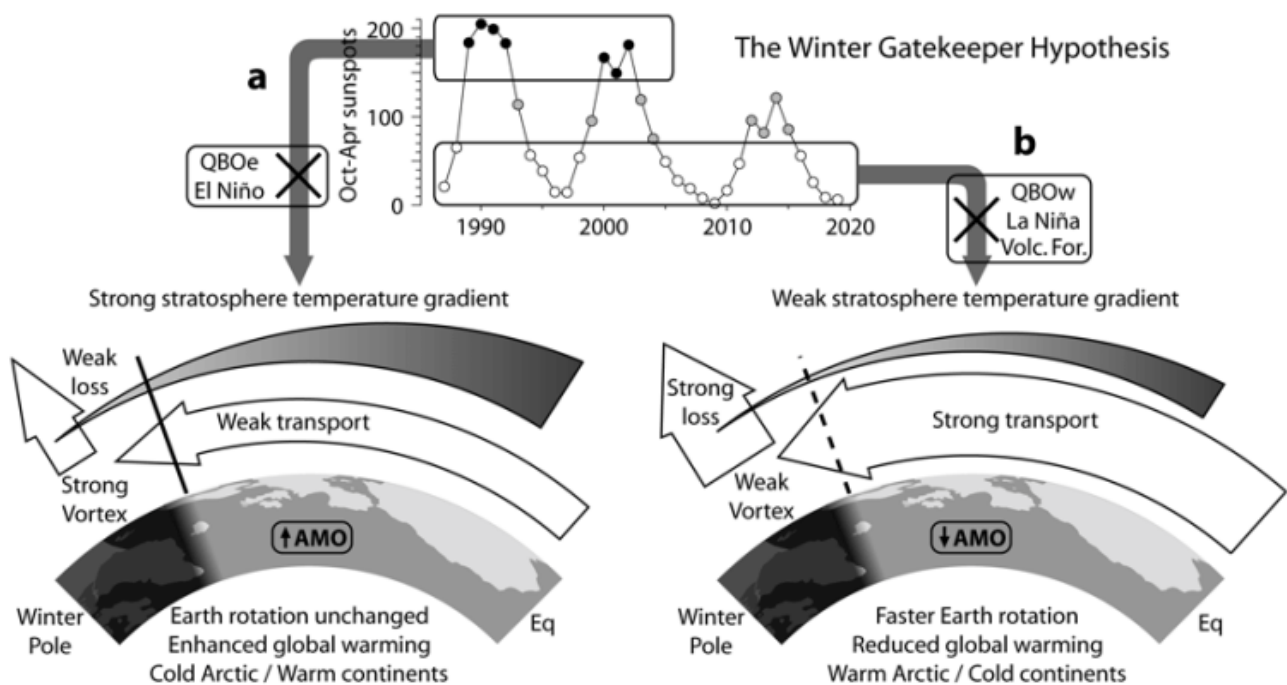 The Winter Gatekeeper Hypothesis
a
Oct-Apr sunspots
200
100
0
1990
2000
2010
2020
QBOe
El Niño
b
QBOw
La Niña
Volc. For.
Strong stratosphere temperature gradient
Weak
loss
Weak transport
Strong
Vortex
↑AMO
Winter
Pole
Eq
Earth rotation unchanged
Enhanced global warming
Cold Arctic / Warm continents
Weak stratosphere temperature gradient
Strong
loss
Strong transport
Weak
Vortex
↓AMO
Winter
Pole
Eq
Faster Earth rotation
Reduced global warming
Warm Arctic / Cold continents